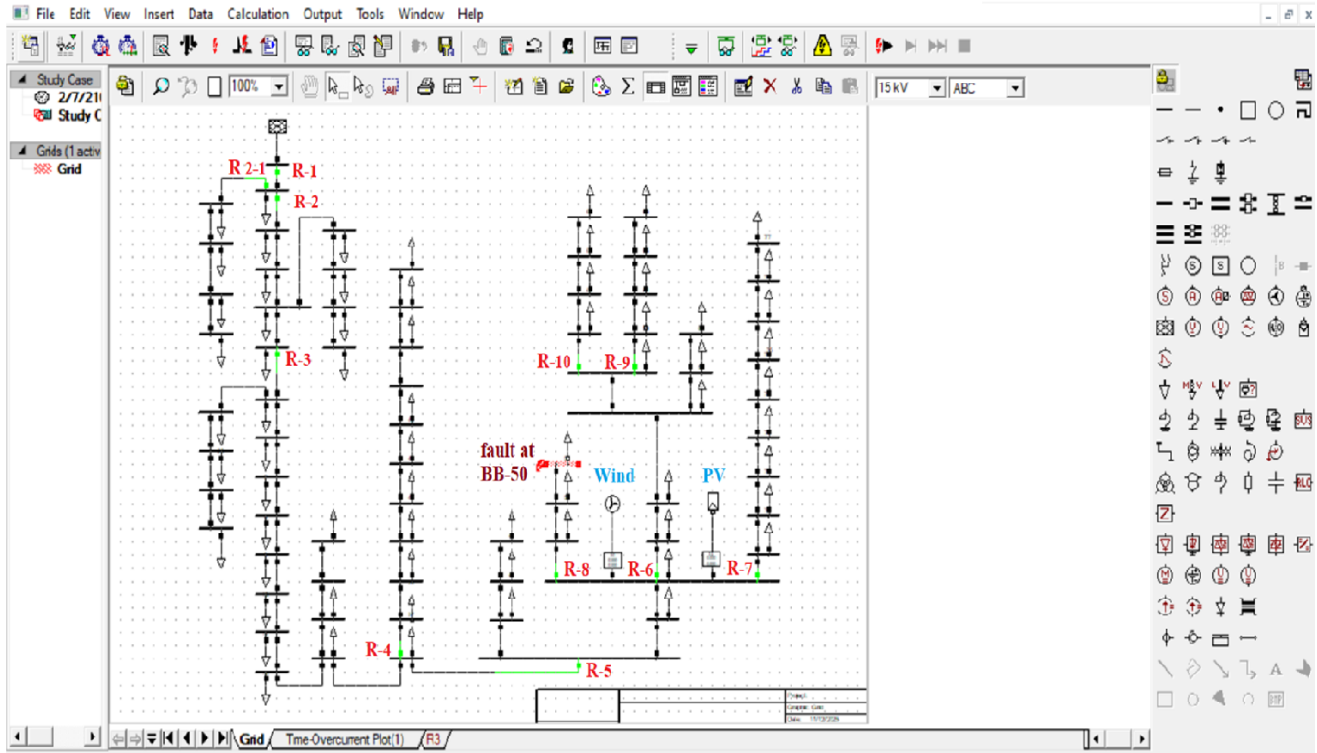 File Edit View Insert Data Calculation Output Tools Window Help
Study Case
Study C
Grids (1 activ
Grid
100%
15 kV
ABC
R 2-1
R-1
R-2
R-3
R-10
R-9
fault at
BB-50
Wind
PV
R-8
R-6
R-7
R-4
R-5
Grid
Time-Overcurrent Plot(1)
R3